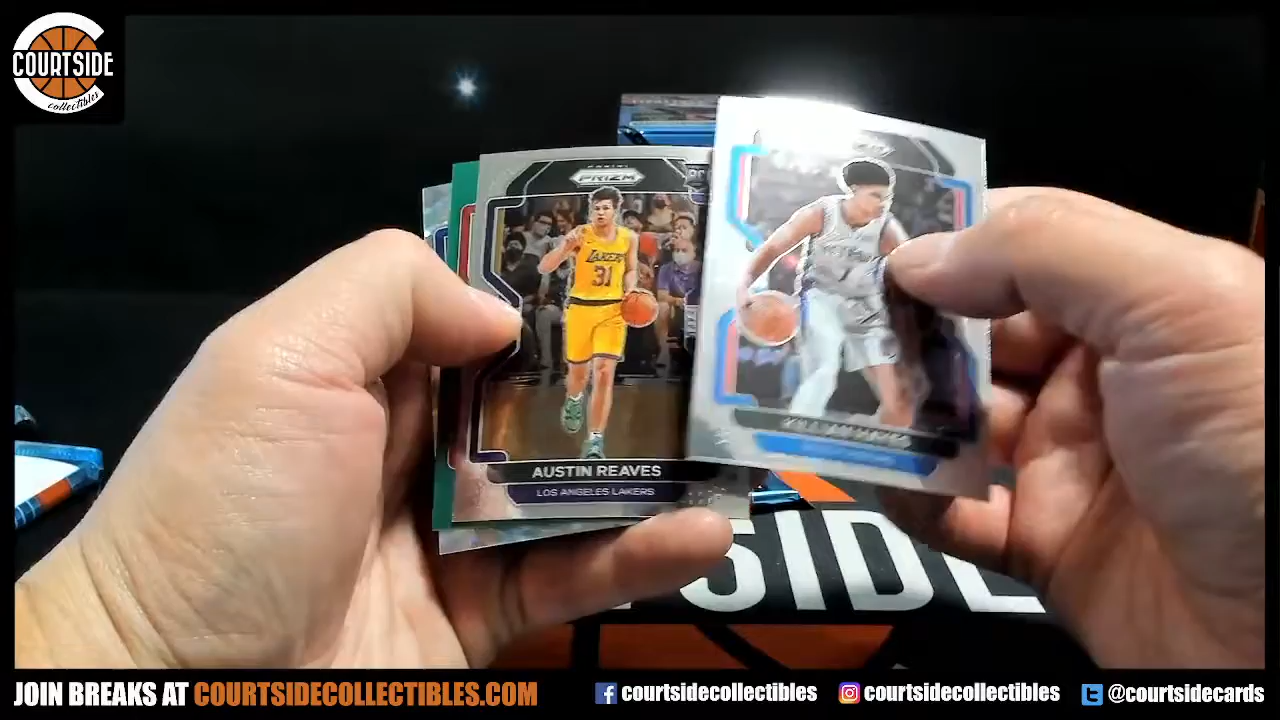 COURTSIDE
collectibles
PANINI
PRIZM
LAKERS
31
AUSTIN REAVES
LOS ANGELES LAKERS
SIDE
JOIN BREAKS AT COURTSIDECOLLECTIBLES.COM
courtsidecollectibles
courtsidecollectibles
@courtsidecards